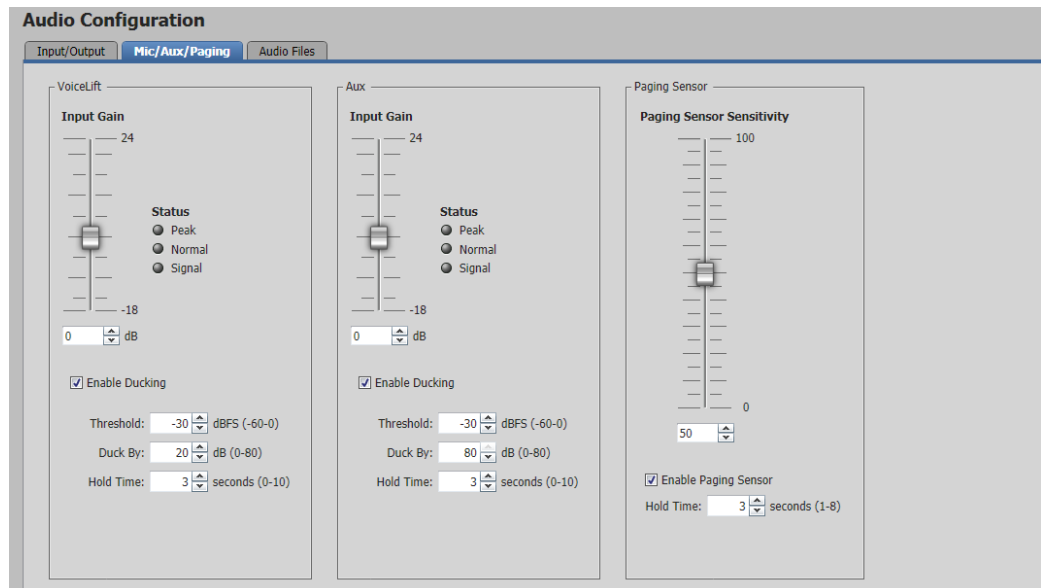 Audio Configuration
Input/Output
Mic/Aux/Paging
Audio Files
VoiceLift
Input Gain
24
Status
Peak
Normal
Signal
-18
0 dB
Enable Ducking
Threshold: -30 dBFS (-60-0)
Duck By: 20 dB (0-80)
Hold Time: 3 seconds (0-10)
Aux
Input Gain
24
Status
Peak
Normal
Signal
-18
0 dB
Enable Ducking
Threshold: -30 dBFS (-60-0)
Duck By: 80 dB (0-80)
Hold Time: 3 seconds (0-10)
Paging Sensor
Paging Sensor Sensitivity
100
0
50
Enable Paging Sensor
Hold Time: 3 seconds (1-8)